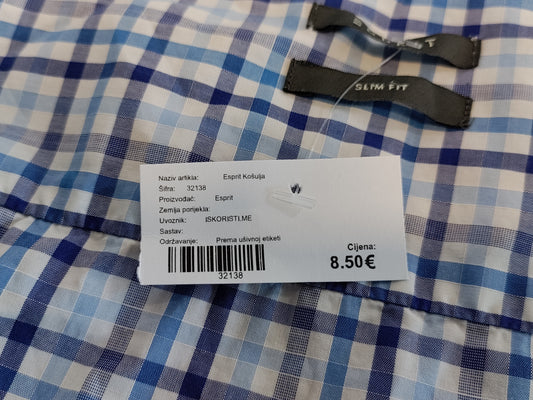 SLIM FIT
Naziv artikla: Esprit Košulja
Šifra: 32138
Proizvođač: Esprit
Zemlja porijekla:
Uvoznik: ISKORISTI.ME
Sastav:
Održavanje: Prema ušivnoj etiketi
32138
Cijena:
8.50€